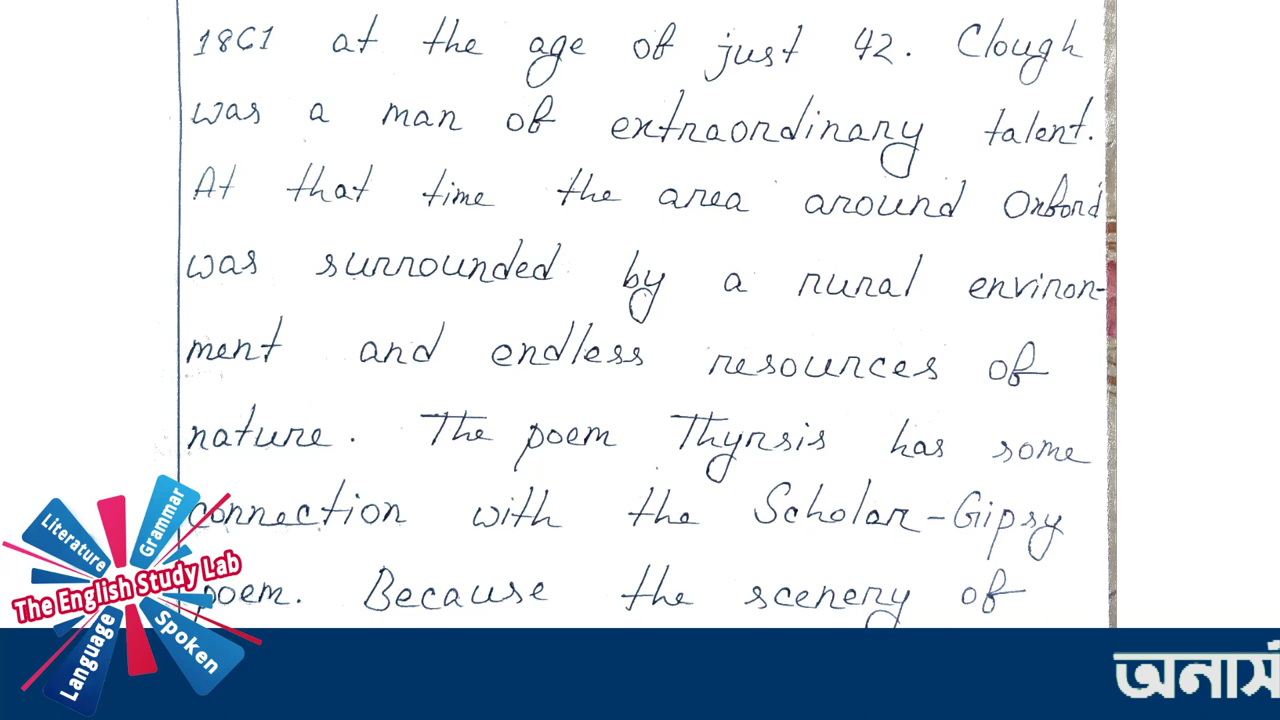 1861 at the age of just 42. Clough
was a man of extraordinary talent.
At that time the area around Oxford
was surrounded by a rural environ-
ment and endless resources of
nature. The poem Thyrsis has some
connection with the Scholar-Gipsy
poem. Because the scenery of
Literature
Grammar
The English Study Lab
Language
Spoken
অনার্স